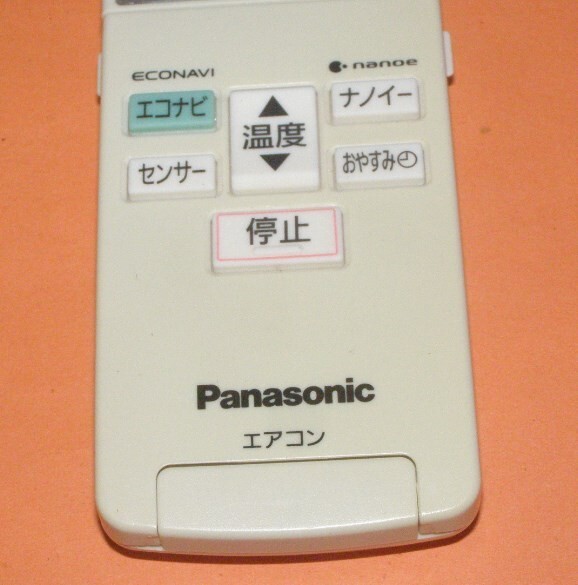 ECONAVI
nanoe
エコナビ
温度
ナノイー
センサー
おやすみ
停止
Panasonic
エアコン